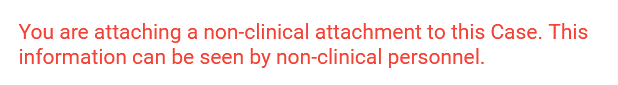 You are attaching a non-clinical attachment to this Case. This
information can be seen by non-clinical personnel.